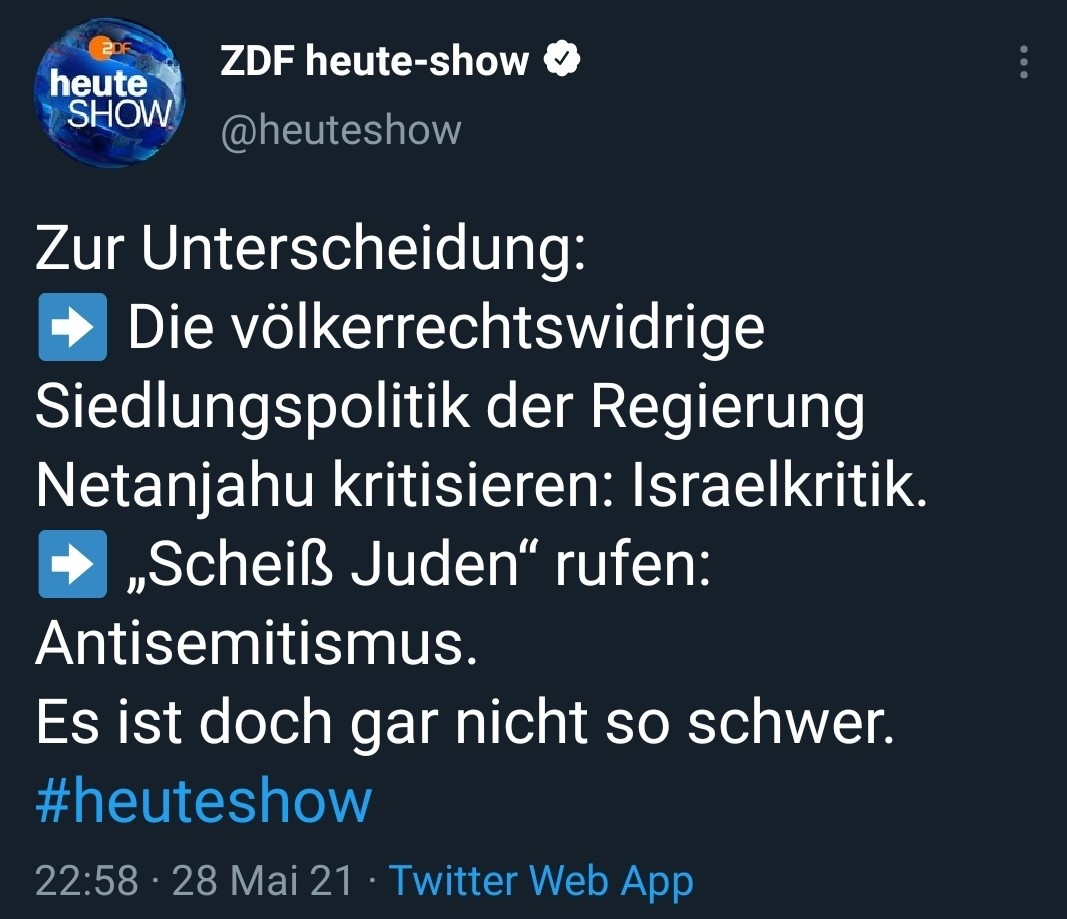 ZDF
heute
SHOW
ZDF heute-show
@heuteshow
Zur Unterscheidung:
➡️ Die völkerrechtswidrige
Siedlungspolitik der Regierung
Netanjahu kritisieren: Israelkritik.
➡️ „Scheiß Juden“ rufen:
Antisemitismus.
Es ist doch gar nicht so schwer.
#heuteshow
22:58 · 28 Mai 21 · Twitter Web App